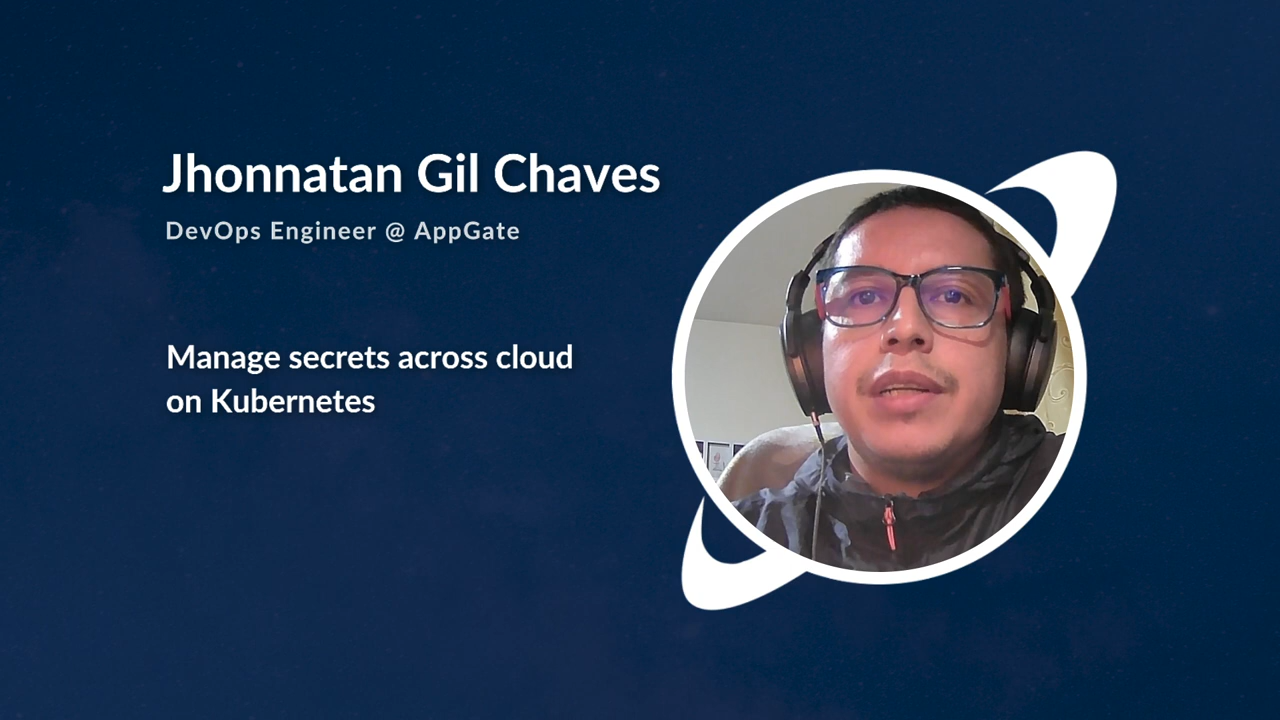 Jhonnatan Gil Chaves
DevOps Engineer @ AppGate
Manage secrets across cloud
on Kubernetes